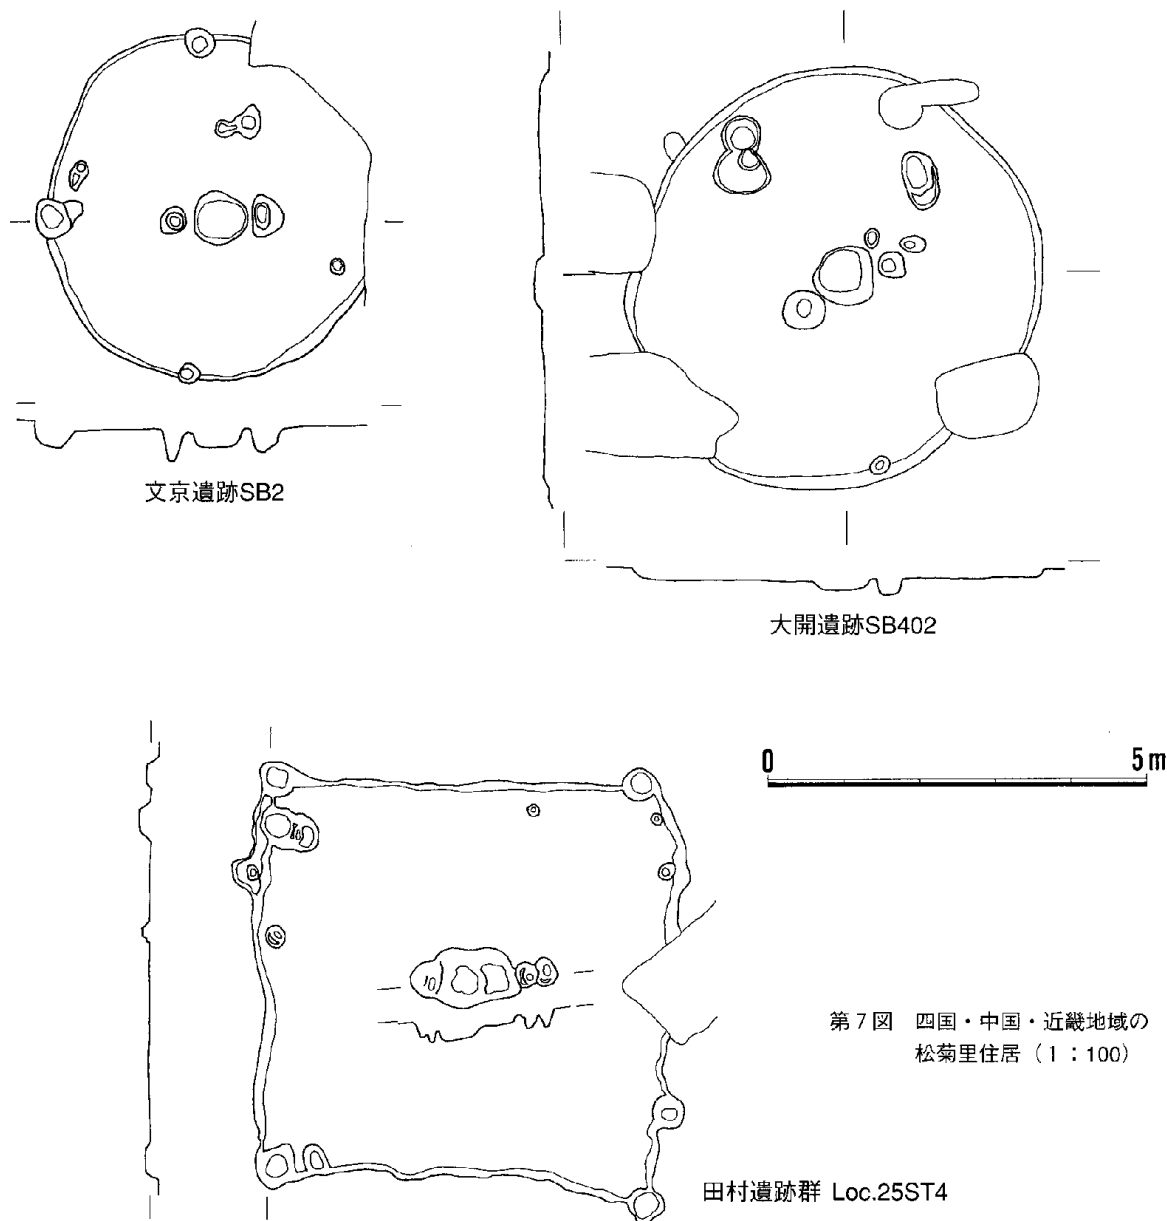 文京遺跡SB2
大開遺跡SB402
0 5m
第7図 四国・中国・近畿地域の
松菊里住居(1:100)
田村遺跡群 Loc.25ST4